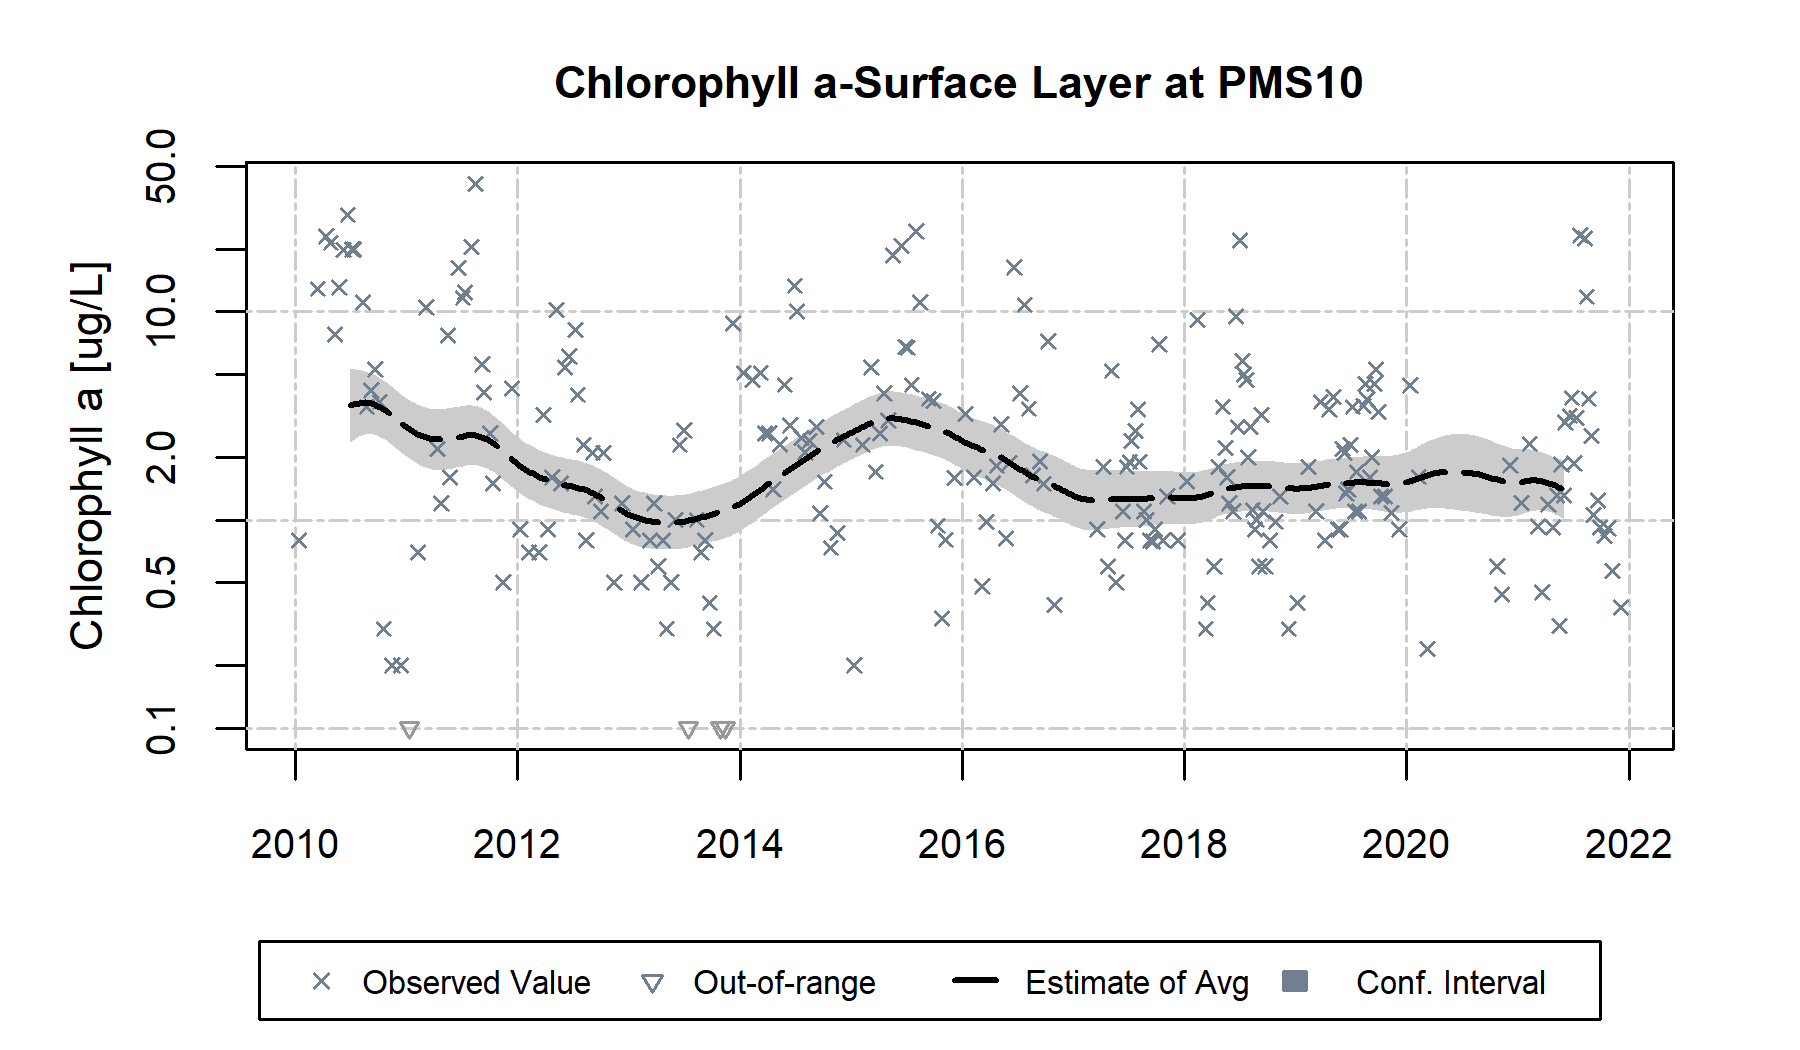 Chlorophyll a-Surface Layer at PMS10
Chlorophyll a [ug/L]
50.0
10.0
2.0
0.5
0.1
2010 2012 2014 2016 2018 2020 2022
Observed Value Out-of-range Estimate of Avg Conf. Interval